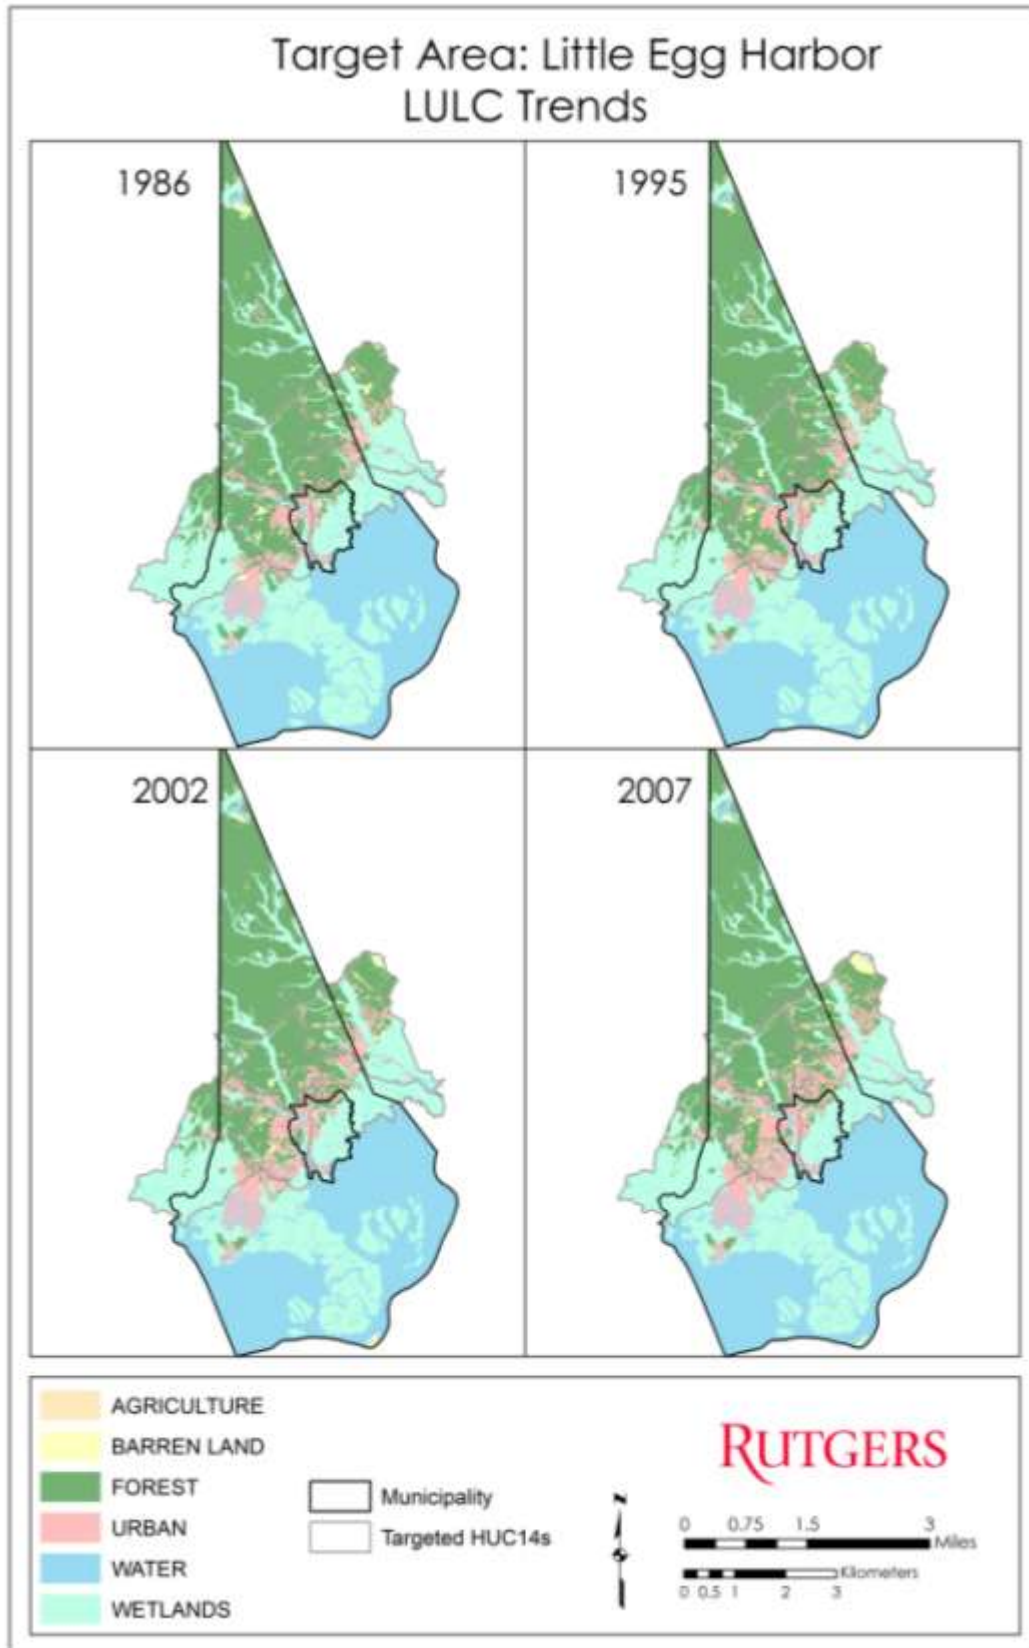 Target Area: Little Egg Harbor
LULC Trends
1986
1995
2002
2007
AGRICULTURE
BARREN LAND
FOREST
URBAN
WATER
WETLANDS
Municipality
Targeted HUC14s
N
RUTGERS
0 0.75 1.5 3
Miles
Kilometers
0 0.5 1 2 3